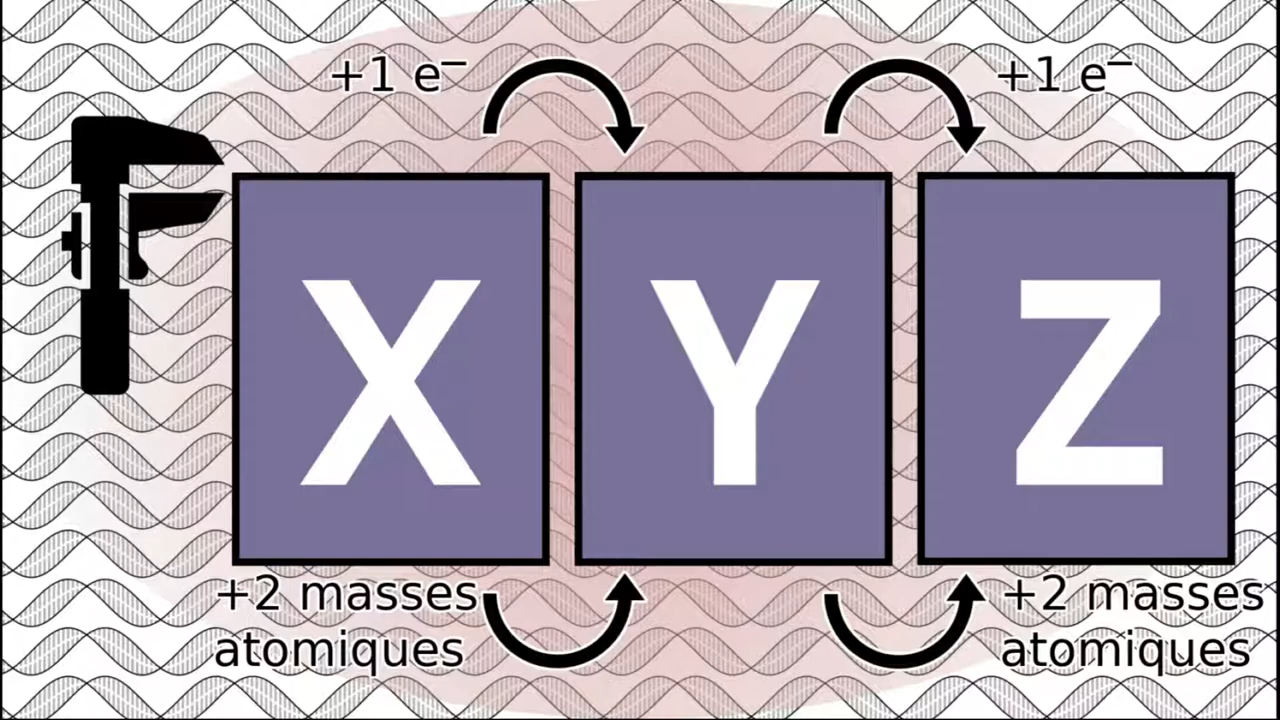 +1 e⁻
+1 e⁻
X
Y
Z
+2 masses
atomiques
+2 masses
atomiques